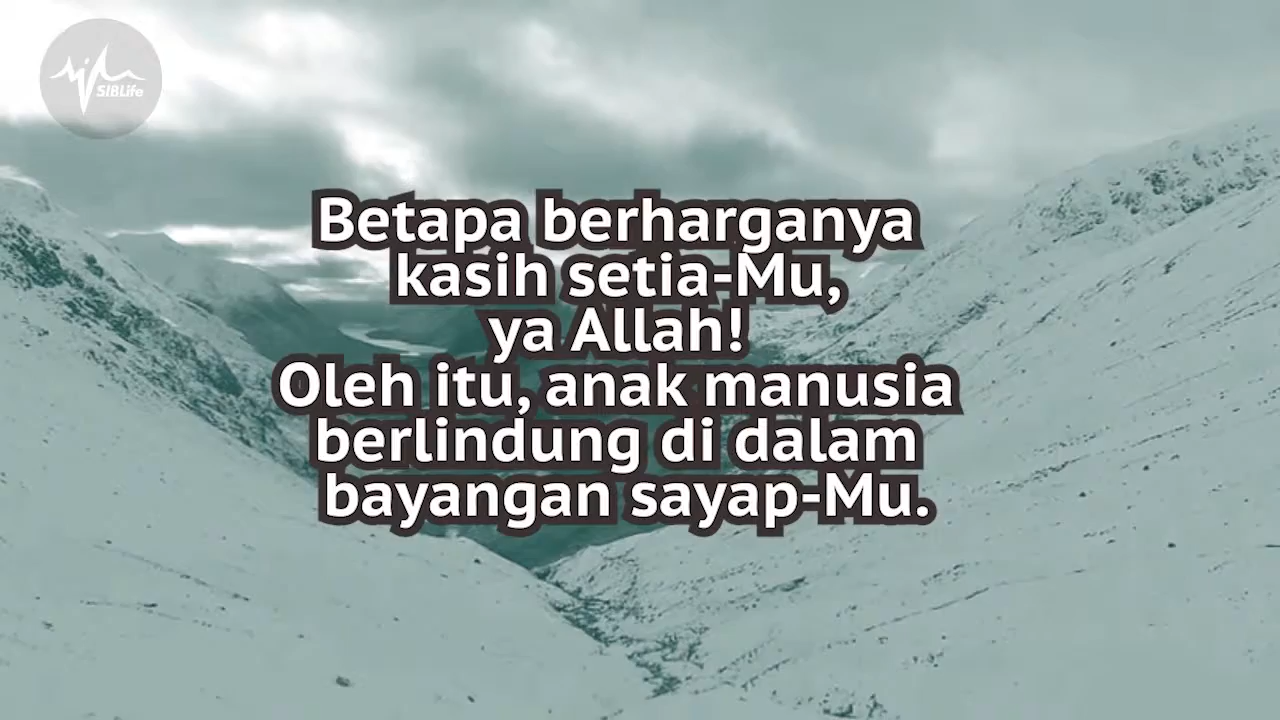 SIBLife
Betapa berharganya
kasih setia-Mu,
ya Allah!
Oleh itu, anak manusia
berlindung di dalam
bayangan sayap-Mu.